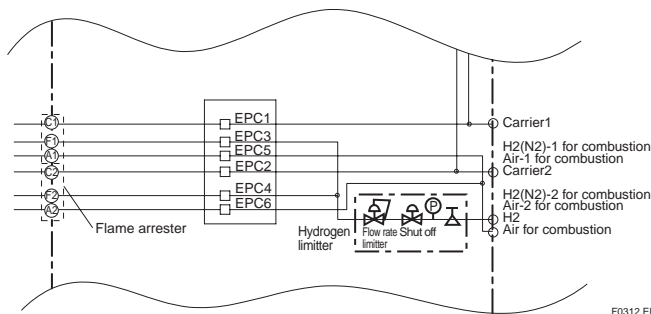 C1
EPC1
Carrier1
F1
EPC3
H2(N2)-1 for combustion
A1
EPC5
Air-1 for combustion
C2
EPC2
Carrier2
F2
EPC4
H2(N2)-2 for combustion
A2
EPC6
Air-2 for combustion
P
H2
Flame arrester
Hydrogen
limitter
Flow rate
limitter
Shut off
Air for combustion